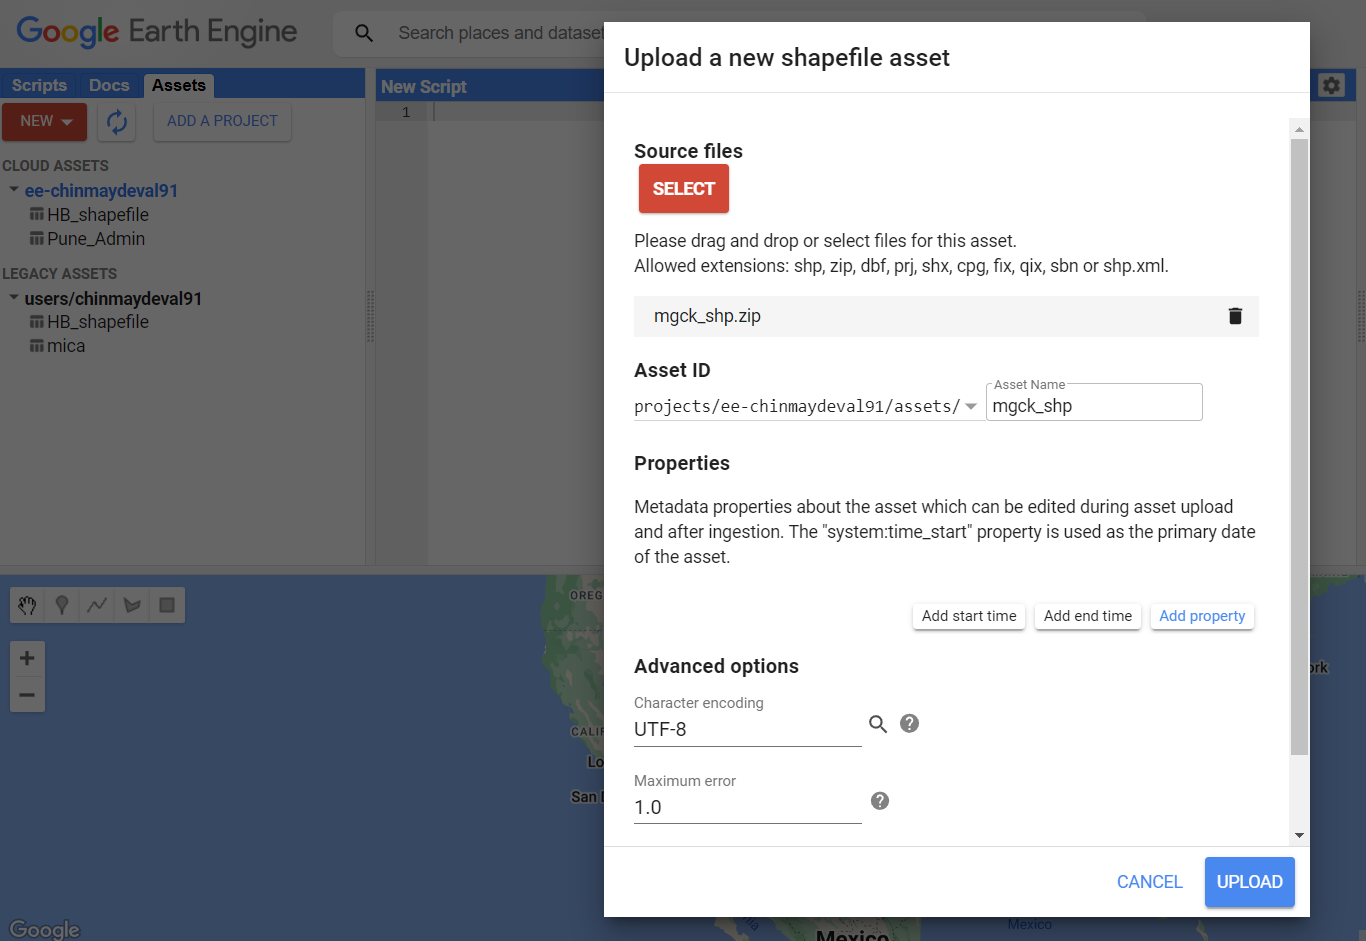 Google Earth Engine
Search places and dataset
Scripts Docs Assets
NEW
ADD A PROJECT
CLOUD ASSETS
ee-chinmaydeval91
HB_shapefile
Pune_Admin
LEGACY ASSETS
users/chinmaydeval91
HB_shapefile
mica
New Script
1
Upload a new shapefile asset
Source files
SELECT
Please drag and drop or select files for this asset.
Allowed extensions: shp, zip, dbf, prj, shx, cpg, fix, qix, sbn or shp.xml.
mgck_shp.zip
Asset ID
projects/ee-chinmaydeval91/assets/
Asset Name
mgck_shp
Properties
Metadata properties about the asset which can be edited during asset upload
and after ingestion. The "system:time_start" property is used as the primary date
of the asset.
Add start time
Add end time
Add property
Advanced options
Character encoding
UTF-8
Maximum error
1.0
CANCEL
UPLOAD
OREG
CALIF
Lo
San
ork
Google
Mexico
Mexico